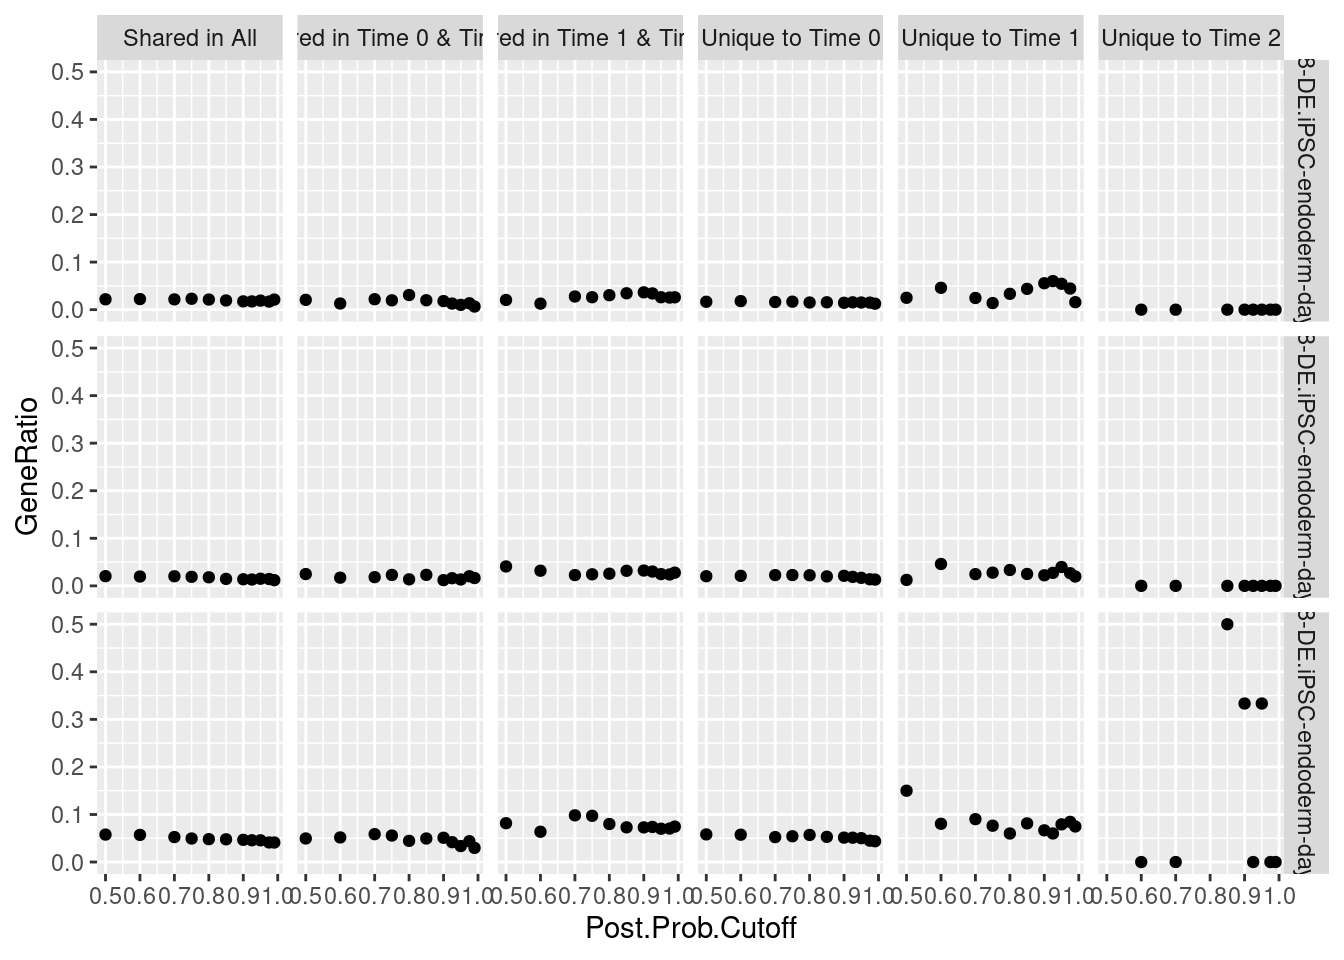 Shared in All
red in Time 0 & Tim
red in Time 1 & Tim
Unique to Time 0
Unique to Time 1
Unique to Time 2
0.5
0.4
0.3
0.2
0.1
0.0
3-DE.iPSC-endoderm-day
0.5
0.4
0.3
0.2
0.1
0.0
3-DE.iPSC-endoderm-day
0.5
0.4
0.3
0.2
0.1
0.0
3-DE.iPSC-endoderm-day
GeneRatio
0.50.60.70.80.91.0
0.50.60.70.80.91.0
0.50.60.70.80.91.0
0.50.60.70.80.91.0
0.50.60.70.80.91.0
0.50.60.70.80.91.0
Post.Prob.Cutoff